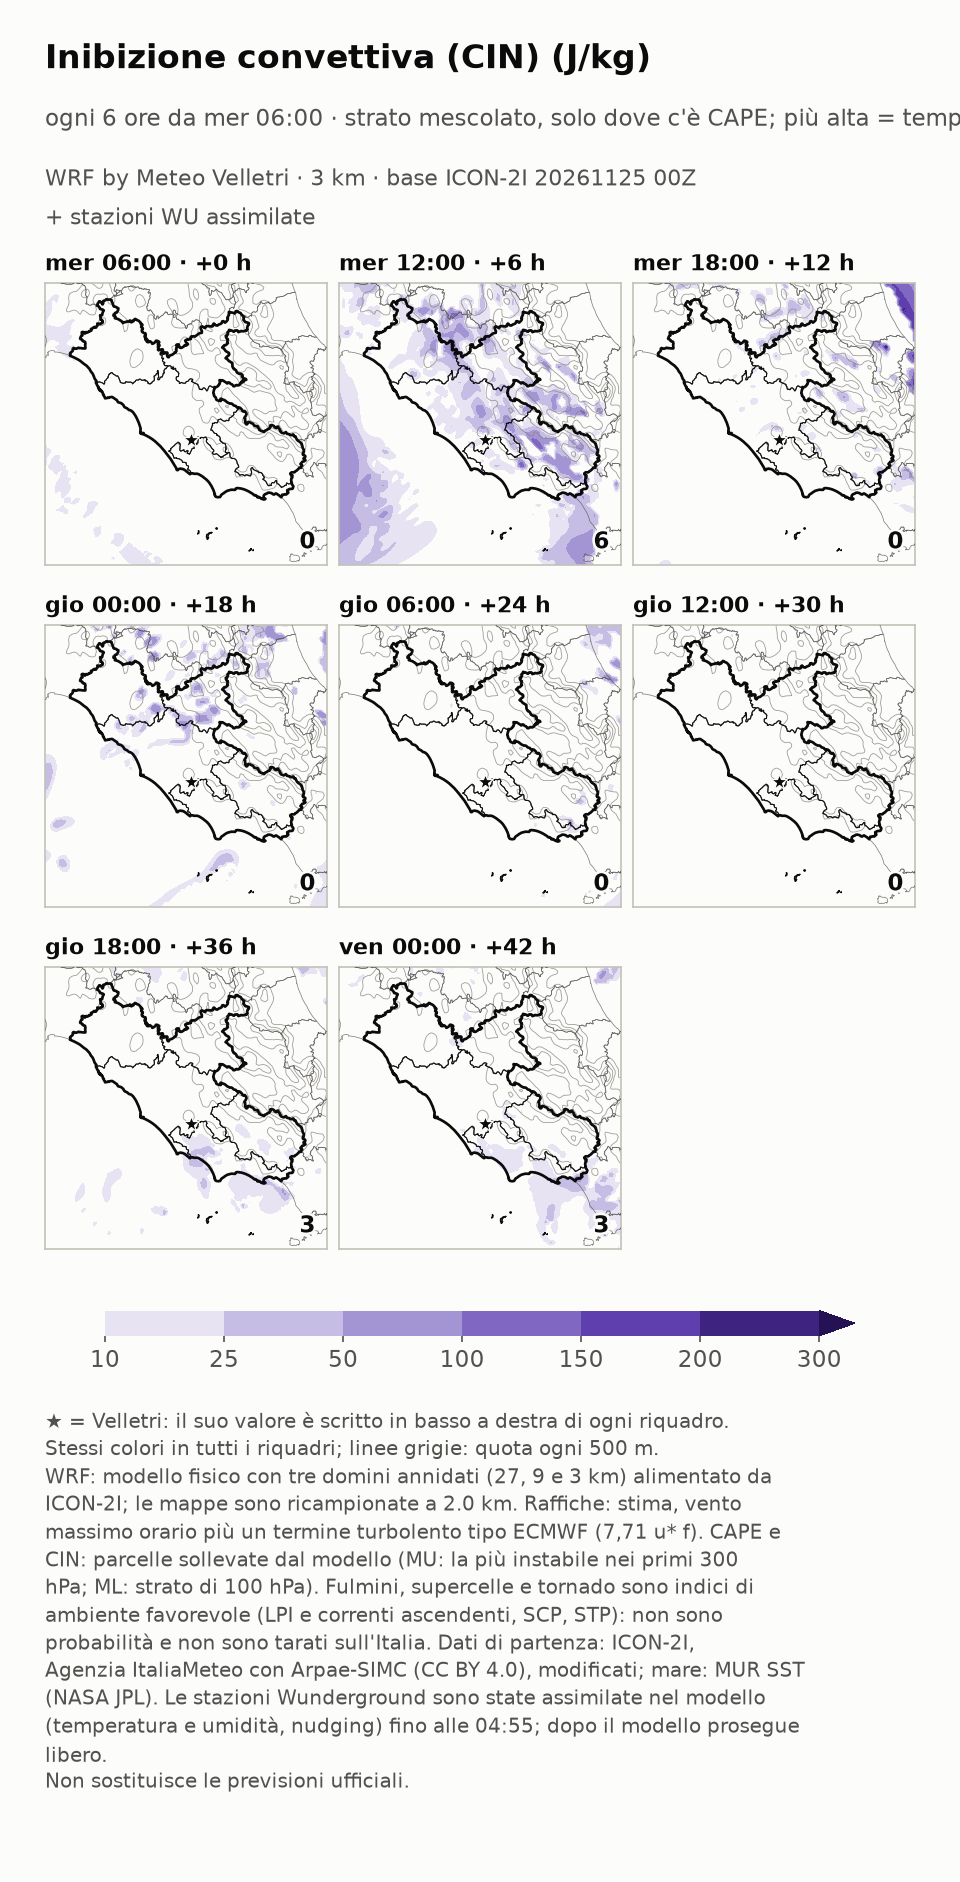 Inibizione convettiva (CIN) (J/kg)
ogni 6 ore da mer 06:00 · strato mescolato, solo dove c'è CAPE; più alta = temp
WRF by Meteo Velletri · 3 km · base ICON-2I 20261125 00Z
+ stazioni WU assimilate
mer 06:00 · +0 h
mer 12:00 · +6 h
mer 18:00 · +12 h
0
6
0
gio 00:00 · +18 h
gio 06:00 · +24 h
gio 12:00 · +30 h
0
0
0
gio 18:00 · +36 h
ven 00:00 · +42 h
3
3
10 25 50 100 150 200 300
★ = Velletri: il suo valore è scritto in basso a destra di ogni riquadro.
Stessi colori in tutti i riquadri; linee grigie: quota ogni 500 m.
WRF: modello fisico con tre domini annidati (27, 9 e 3 km) alimentato da
ICON-2I; le mappe sono ricampionate a 2.0 km. Raffiche: stima, vento
massimo orario più un termine turbolento tipo ECMWF (7,71 u* f). CAPE e
CIN: parcelle sollevate dal modello (MU: la più instabile nei primi 300
hPa; ML: strato di 100 hPa). Fulmini, supercelle e tornado sono indici di
ambiente favorevole (LPI e correnti ascendenti, SCP, STP): non sono
probabilità e non sono tarati sull'Italia. Dati di partenza: ICON-2I,
Agenzia ItaliaMeteo con Arpae-SIMC (CC BY 4.0), modificati; mare: MUR SST
(NASA JPL). Le stazioni Wunderground sono state assimilate nel modello
(temperatura e umidità, nudging) fino alle 04:55; dopo il modello prosegue
libero.
Non sostituisce le previsioni ufficiali.